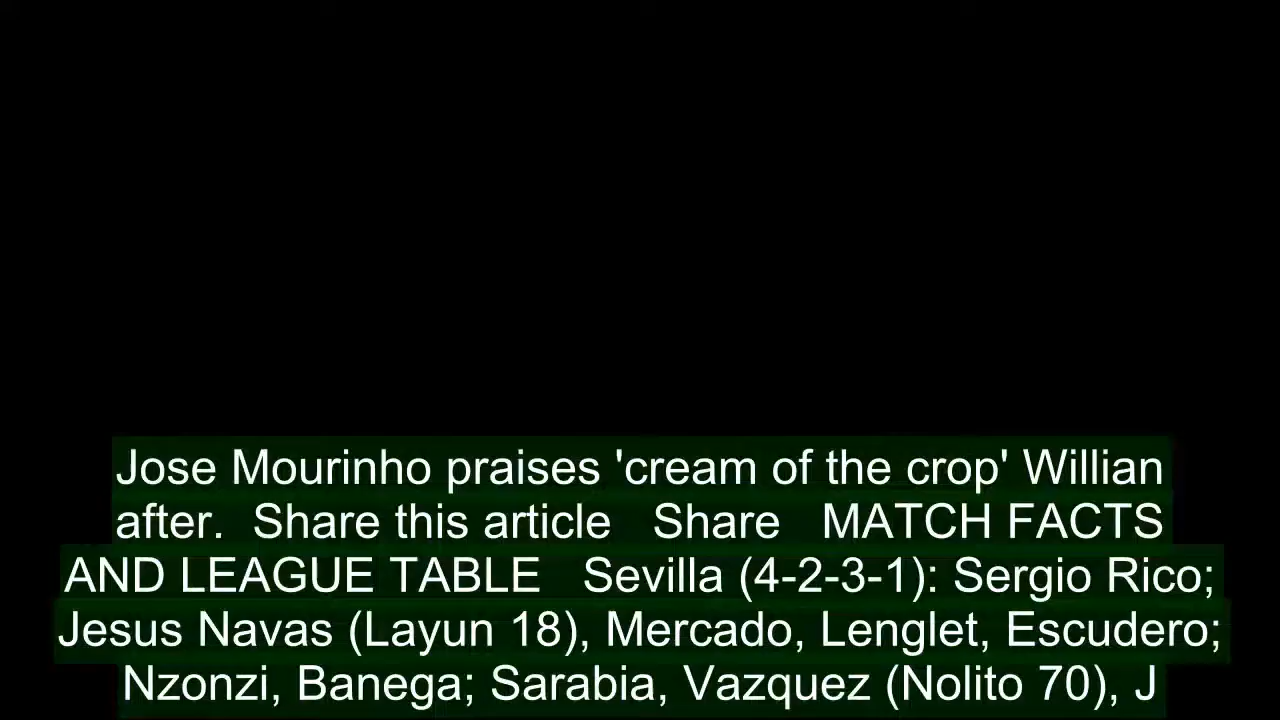 Jose Mourinho praises 'cream of the crop' Willian
after. Share this article Share MATCH FACTS
AND LEAGUE TABLE Sevilla (4-2-3-1): Sergio Rico;
Jesus Navas (Layun 18), Mercado, Lenglet, Escudero;
Nzonzi, Banega; Sarabia, Vazquez (Nolito 70), J